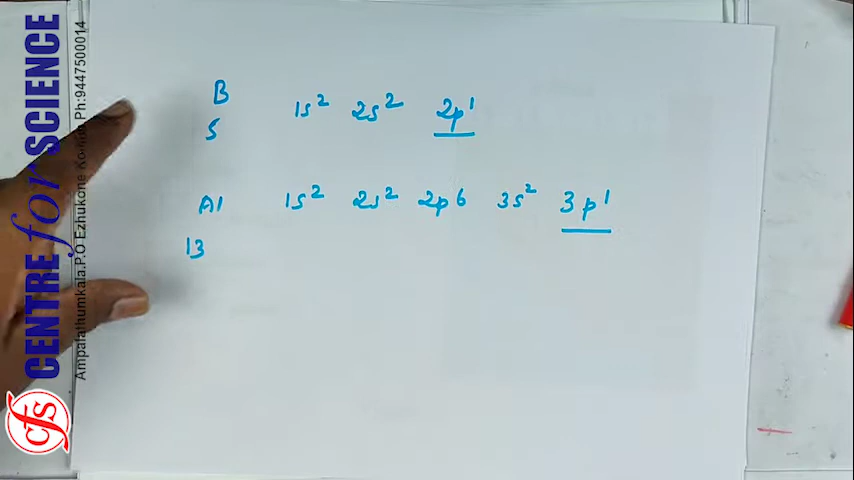 CENTRE for SCIENCE
Ampalathumkala.P.O Ezhukone Ph:9447500014
cfs
B 1s² 2s² 2p¹
5
Al 1s² 2s² 2p6 3s² 3p¹
13